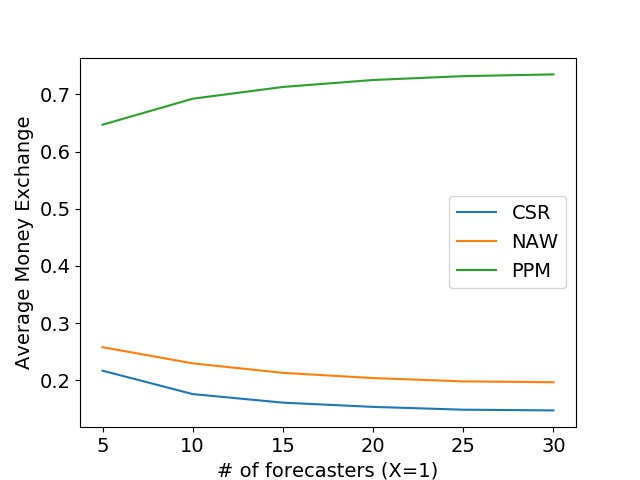 Average Money Exchange
0.7
0.6
0.5
0.4
0.3
0.2
CSR
NAW
PPM
5 10 15 20 25 30
# of forecasters (X=1)